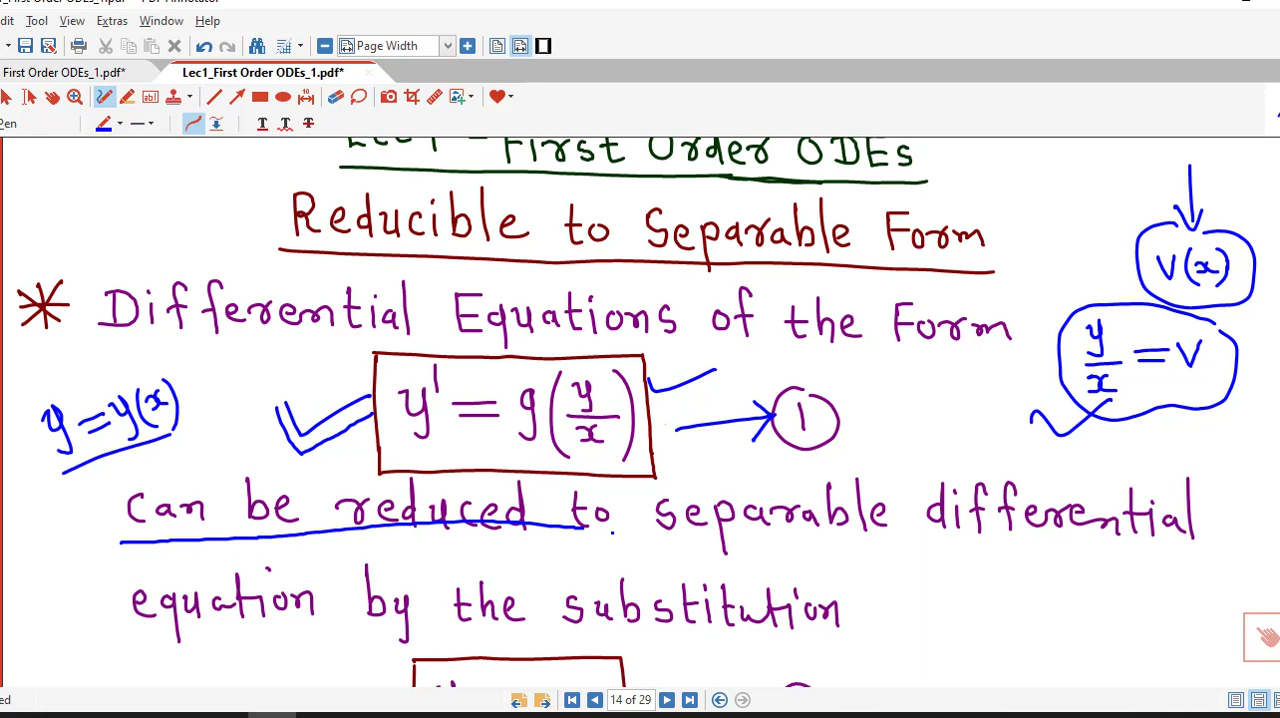 Edit Tool View Extras Window Help
Page Width
First Order ODEs_1.pdf* Lec1_First Order ODEs_1.pdf*
Pen
Lec1 - First Order ODEs
Reducible to Separable Form
V(x)
* Differential Equations of the Form
y/x = V
y = y(x) y' = g(y/x) → 1
can be reduced to separable differential
equation by the substitution
14 of 29